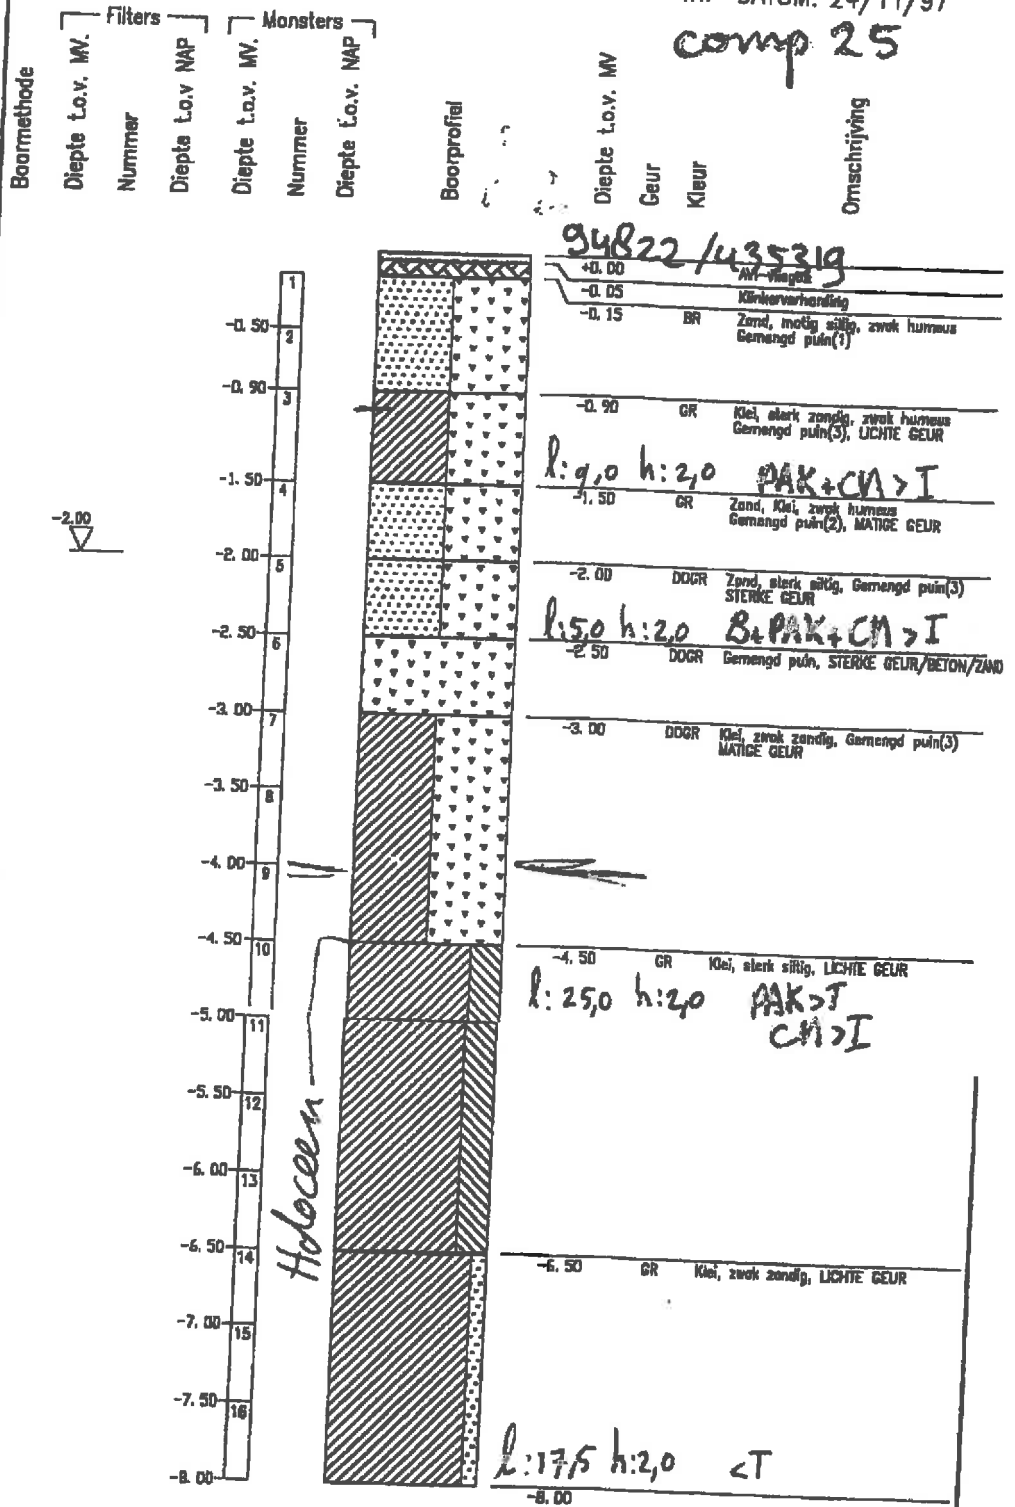 DATUM: 24/11/97
comp 25
Filters
Monsters
Boormethode
Diepte t.o.v. MV.
Nummer
Diepte t.o.v NAP
Diepte t.o.v. MV.
Nummer
Diepte t.o.v. NAP
Boorprofiel
Diepte t.o.v. MV
Geur
Kleur
Omschrijving
94822/435319
+0.00
-0.05 Klinkerverharding
-0.15 BR Zand, matig siltig, zwak humeus
Gemengd puin(1)
1
-0.50
2
-0.90
3
-0.90 GR Klei, sterk zandig, zwak humeus
Gemengd puin(3), LICHTE GEUR
l:9,0 h:2,0 PAK+CN>I
-1.50
4
-1.50 GR Zand, Klei, zwak humeus
Gemengd puin(2), MATIGE GEUR
-2.00
-2.00
5
-2.00 DOGR Zand, sterk siltig, Gemengd puin(3)
STERKE GEUR
l:5,0 h:2,0 B+PAK+CN>I
-2.50
6
-2.50 DOGR Gemengd puin, STERKE GEUR/BETON/ZAND
-3.00
7
-3.00 DOGR Klei, zwak zandig, Gemengd puin(3)
MATIGE GEUR
-3.50
8
-4.00
9
-4.50
10
-4.50 GR Klei, sterk siltig, LICHTE GEUR
l:25,0 h:2,0 PAK>T
CN>I
-5.00
11
-5.50
12
-6.00
13
Holoceen
-6.50
14
-6.50 GR Klei, zwak zandig, LICHTE GEUR
-7.00
15
-7.50
16
l:17,5 h:2,0 <T
-8.00
-8.00